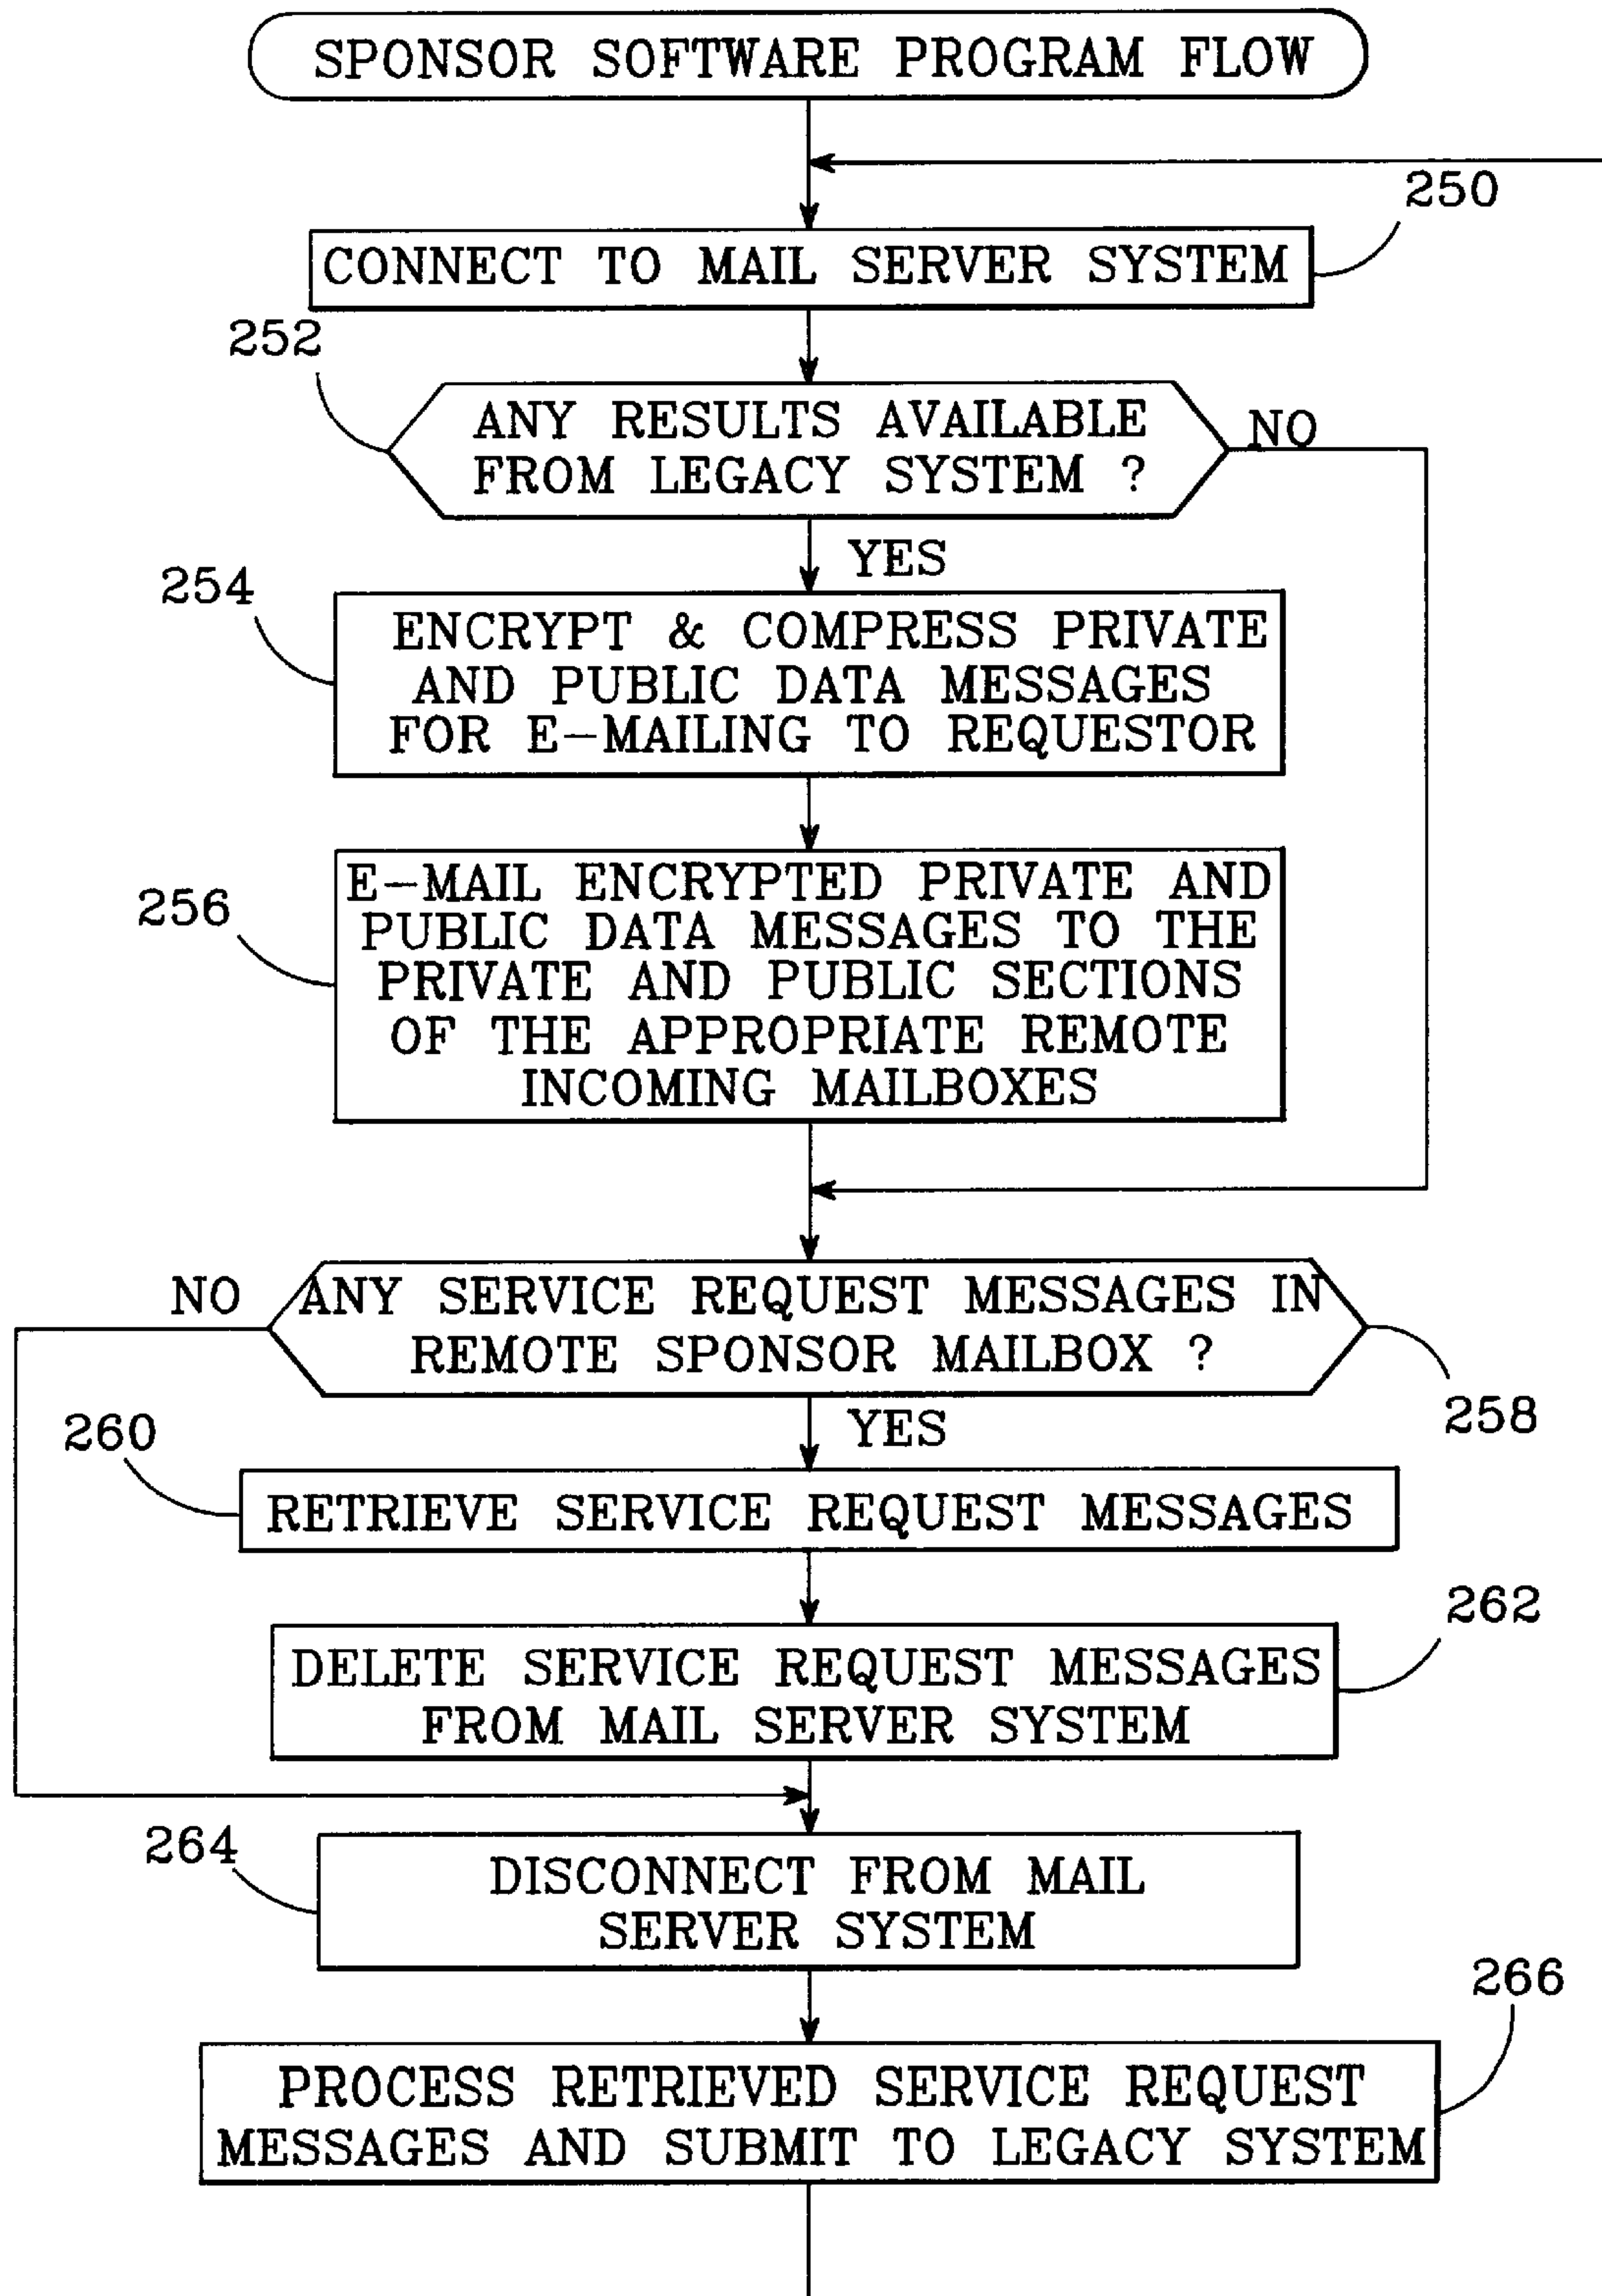 SPONSOR SOFTWARE PROGRAM FLOW
250
CONNECT TO MAIL SERVER SYSTEM
252
ANY RESULTS AVAILABLE
FROM LEGACY SYSTEM ?
NO
YES
254
ENCRYPT & COMPRESS PRIVATE
AND PUBLIC DATA MESSAGES
FOR E-MAILING TO REQUESTOR
256
E-MAIL ENCRYPTED PRIVATE AND
PUBLIC DATA MESSAGES TO THE
PRIVATE AND PUBLIC SECTIONS
OF THE APPROPRIATE REMOTE
INCOMING MAILBOXES
NO
ANY SERVICE REQUEST MESSAGES IN
REMOTE SPONSOR MAILBOX ?
258
YES
260
RETRIEVE SERVICE REQUEST MESSAGES
262
DELETE SERVICE REQUEST MESSAGES
FROM MAIL SERVER SYSTEM
264
DISCONNECT FROM MAIL
SERVER SYSTEM
266
PROCESS RETRIEVED SERVICE REQUEST
MESSAGES AND SUBMIT TO LEGACY SYSTEM